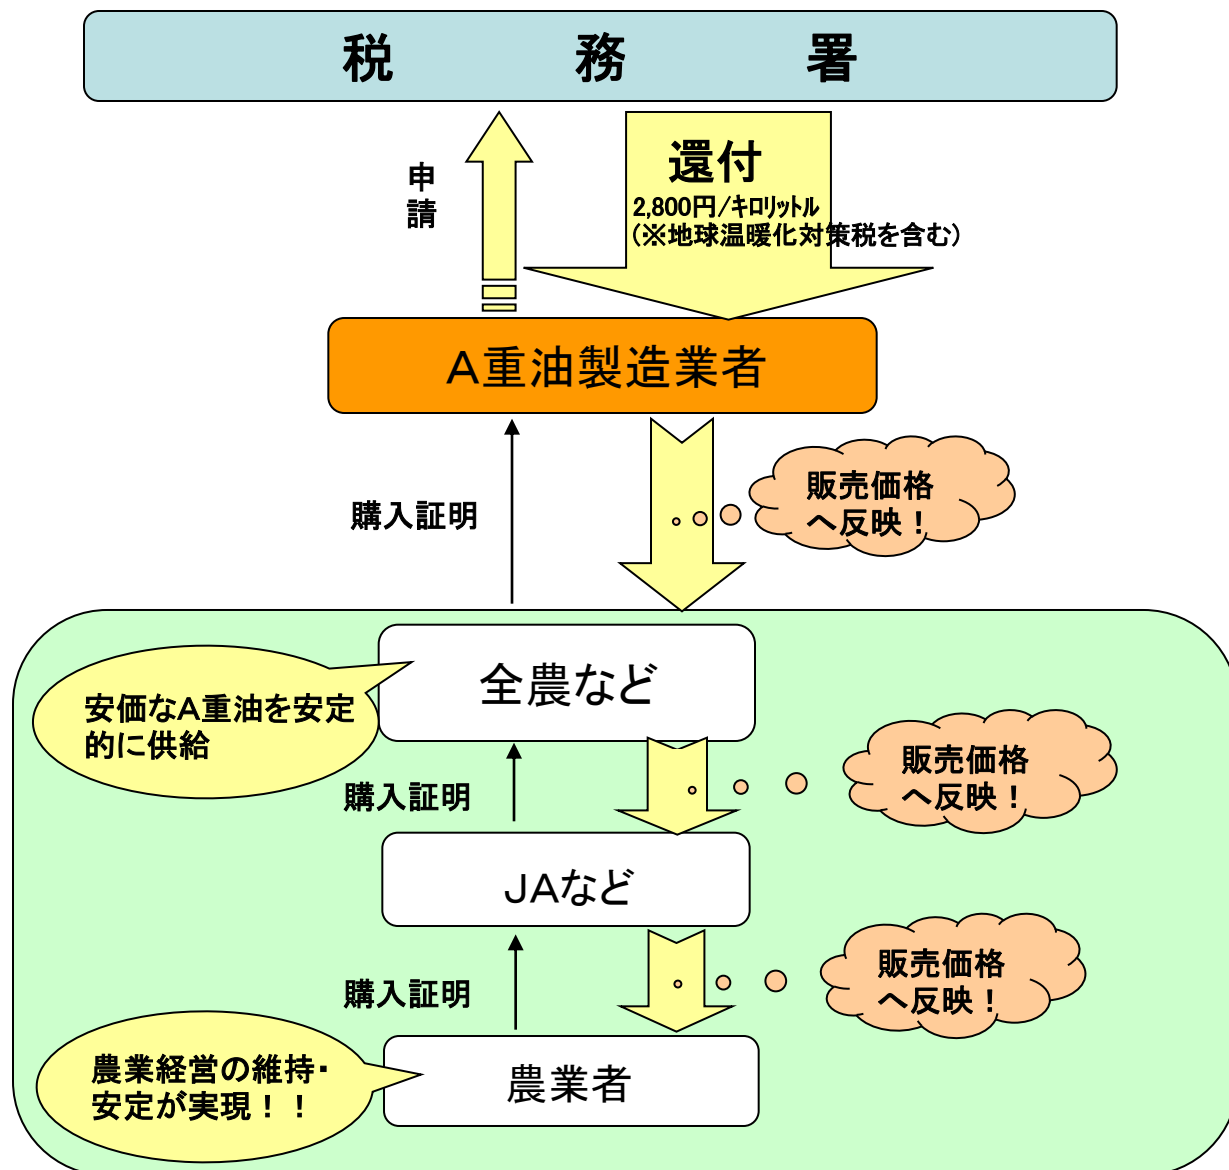 税務署
申請
還付
2,800円/ｷﾛﾘｯﾄﾙ
(※地球温暖化対策税を含む)
A重油製造業者
購入証明
販売価格
へ反映！
全農など
安価なA重油を安定
的に供給
購入証明
販売価格
へ反映！
JAなど
購入証明
販売価格
へ反映！
農業経営の維持・
安定が実現！！
農業者